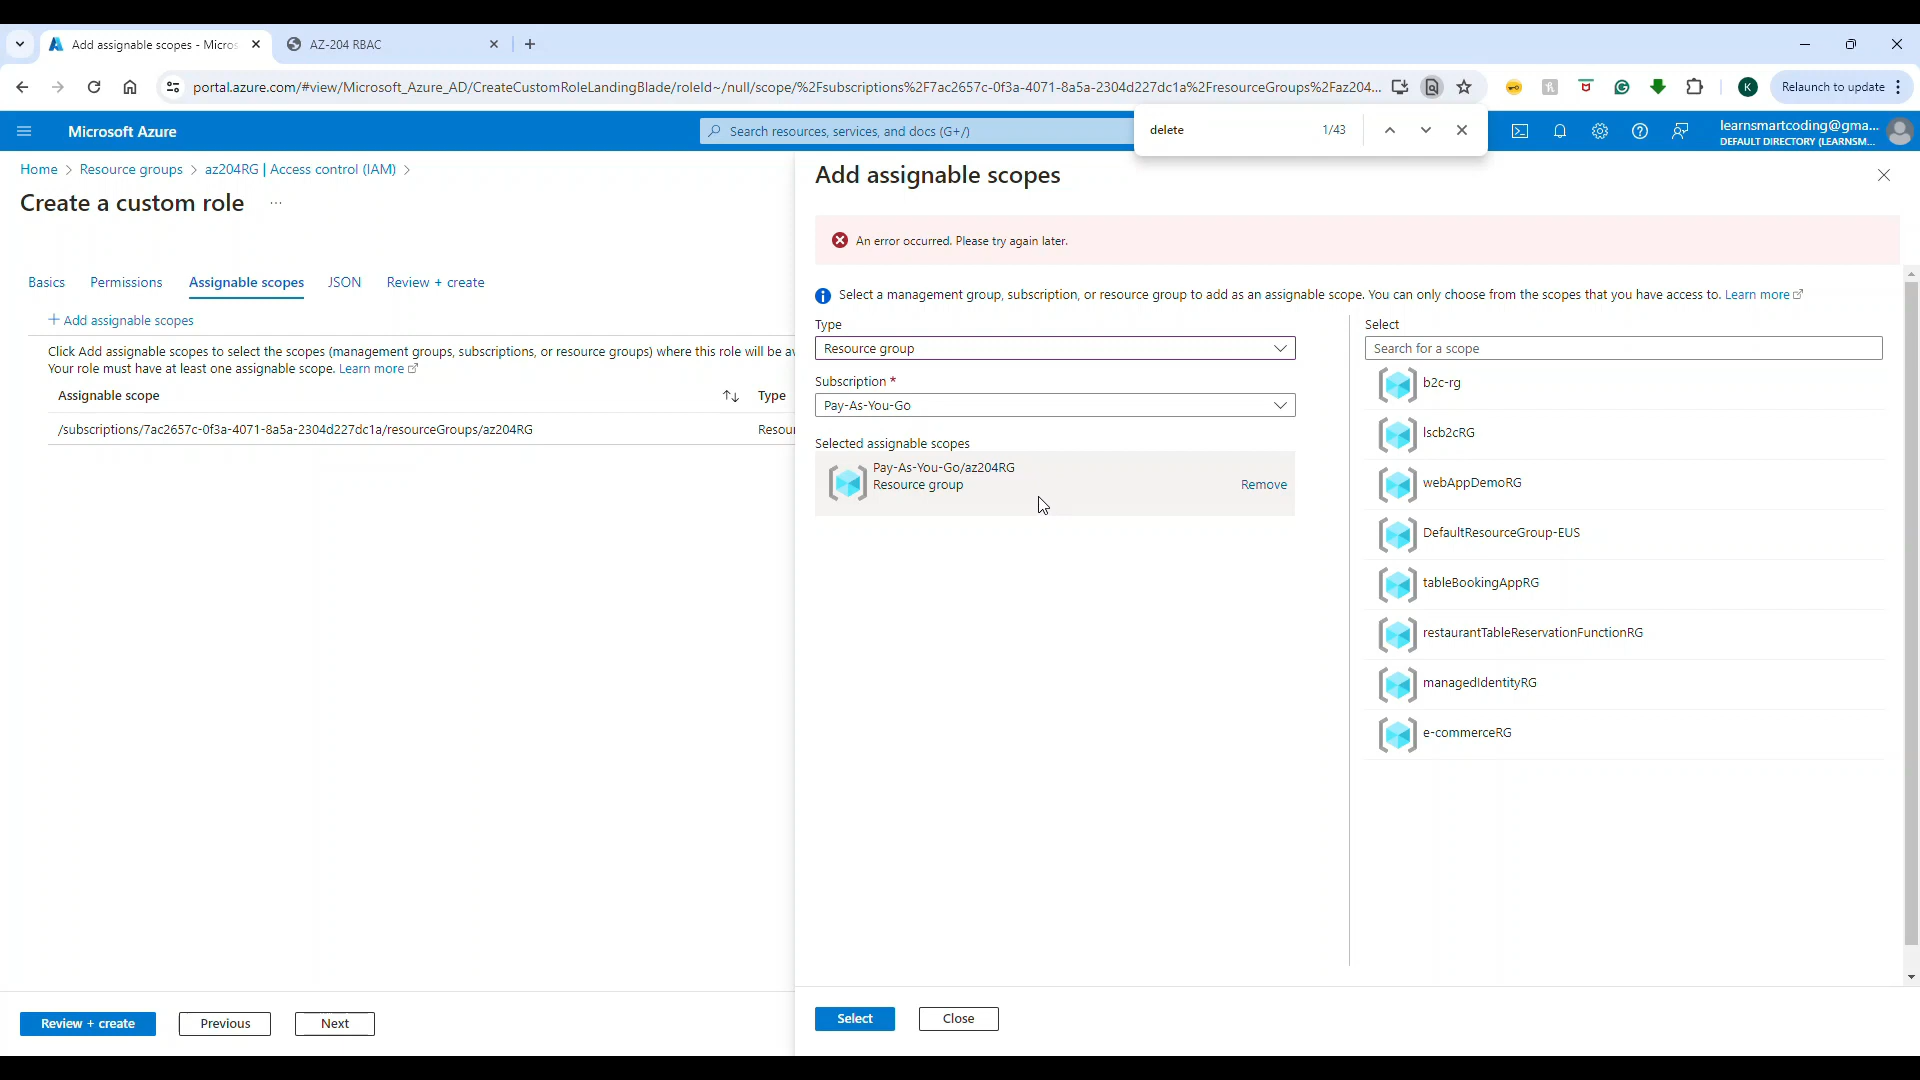 Add assignable scopes - Micros
AZ-204 RBAC
portal.azure.com/#view/Microsoft_Azure_AD/CreateCustomRoleLandingBlade/roleId~/null/scope/%2Fsubscriptions%2F7ac2657c-0f3a-4071-8a5a-2304d227dc1a%2FresourceGroups%2Faz204...
K
Relaunch to update
delete
1/43
Microsoft Azure
Search resources, services, and docs (G+/)
learnsmartcoding@gma...
DEFAULT DIRECTORY (LEARNSM...
Home > Resource groups > az204RG | Access control (IAM) >
Create a custom role ...
Basics
Permissions
Assignable scopes
JSON
Review + create
+ Add assignable scopes
Click Add assignable scopes to select the scopes (management groups, subscriptions, or resource groups) where this role will be av
Your role must have at least one assignable scope. Learn more
Assignable scope
Type
/subscriptions/7ac2657c-0f3a-4071-8a5a-2304d227dc1a/resourceGroups/az204RG
Resour
Review + create
Previous
Next
Add assignable scopes
An error occurred. Please try again later.
Select a management group, subscription, or resource group to add as an assignable scope. You can only choose from the scopes that you have access to. Learn more
Type
Resource group
Subscription *
Pay-As-You-Go
Selected assignable scopes
Pay-As-You-Go/az204RG
Resource group
Remove
Select
Search for a scope
b2c-rg
lscb2cRG
webAppDemoRG
DefaultResourceGroup-EUS
tableBookingAppRG
restaurantTableReservationFunctionRG
managedIdentityRG
e-commerceRG
Select
Close